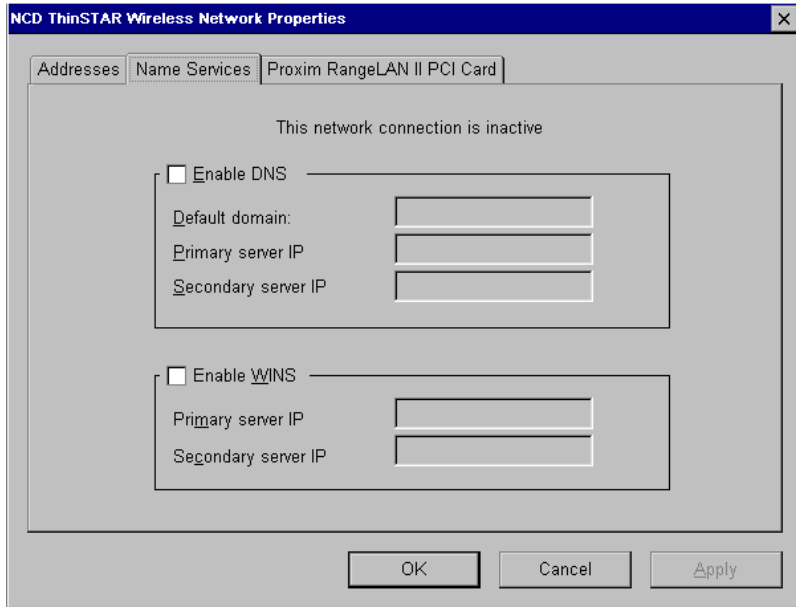 NCD ThinSTAR Wireless Network Properties
Addresses Name Services Proxim RangeLAN II PCI Card
This network connection is inactive
Enable DNS
Default domain:
Primary server IP
Secondary server IP
Enable WINS
Primary server IP
Secondary server IP
OK Cancel Apply